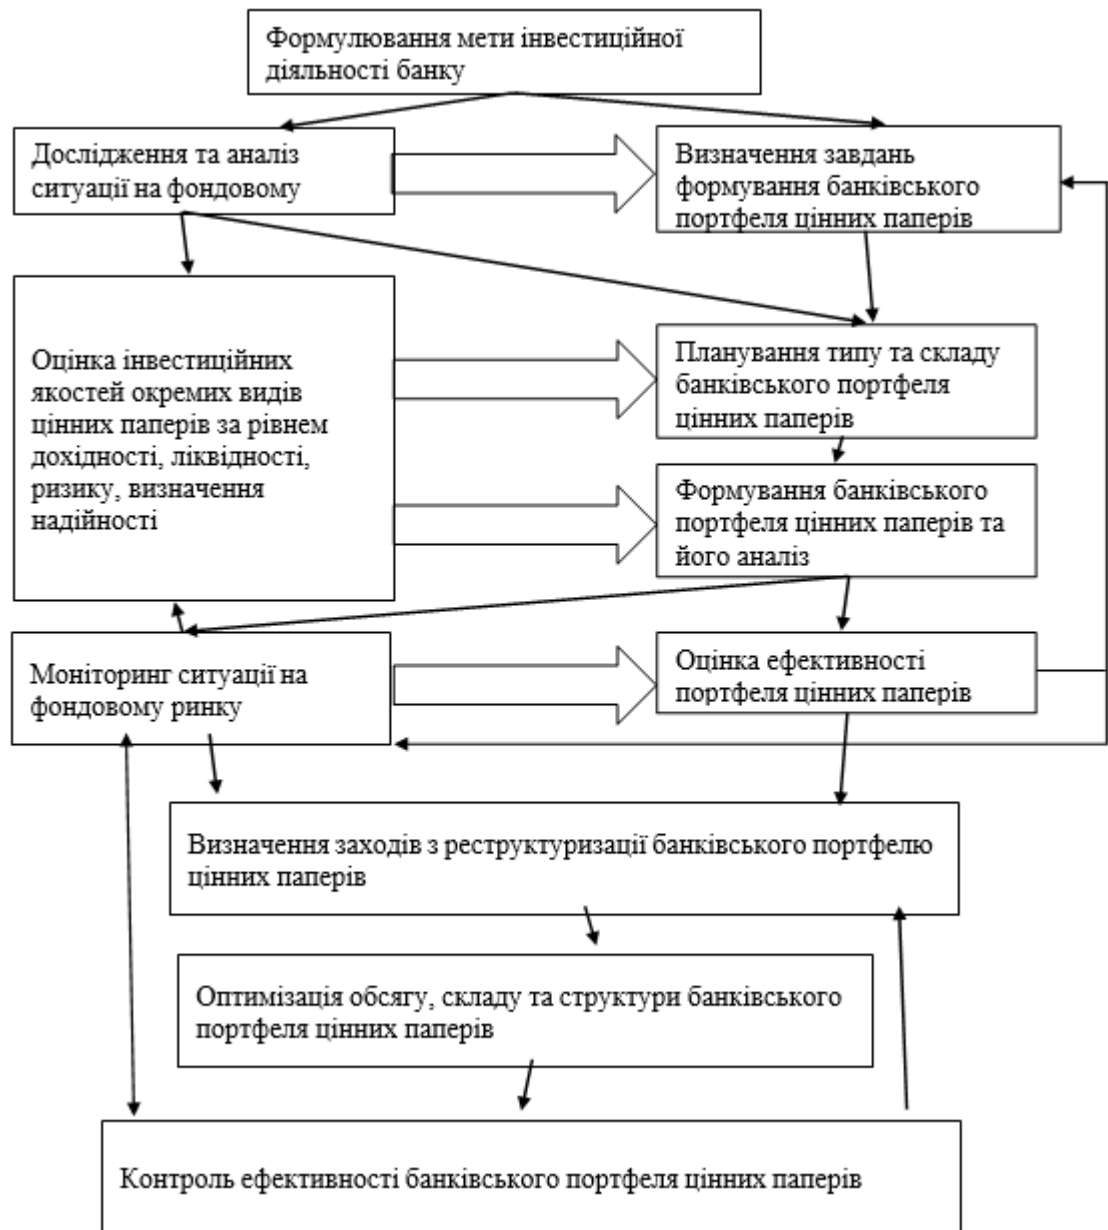 Формулювання мети інвестиційної
діяльності банку
Дослідження та аналіз
ситуації на фондовому
Визначення завдань
формування банківського
портфеля цінних паперів
Оцінка інвестиційних
якостей окремих видів
цінних паперів за рівнем
дохідності, ліквідності,
ризику, визначення
надійності
Планування типу та складу
банківського портфеля
цінних паперів
Формування банківського
портфеля цінних паперів та
його аналіз
Моніторинг ситуації на
фондовому ринку
Оцінка ефективності
портфеля цінних паперів
Визначення заходів з реструктуризації банківського портфелю
цінних паперів
Оптимізація обсягу, складу та структури банківського
портфеля цінних паперів
Контроль ефективності банківського портфеля цінних паперів